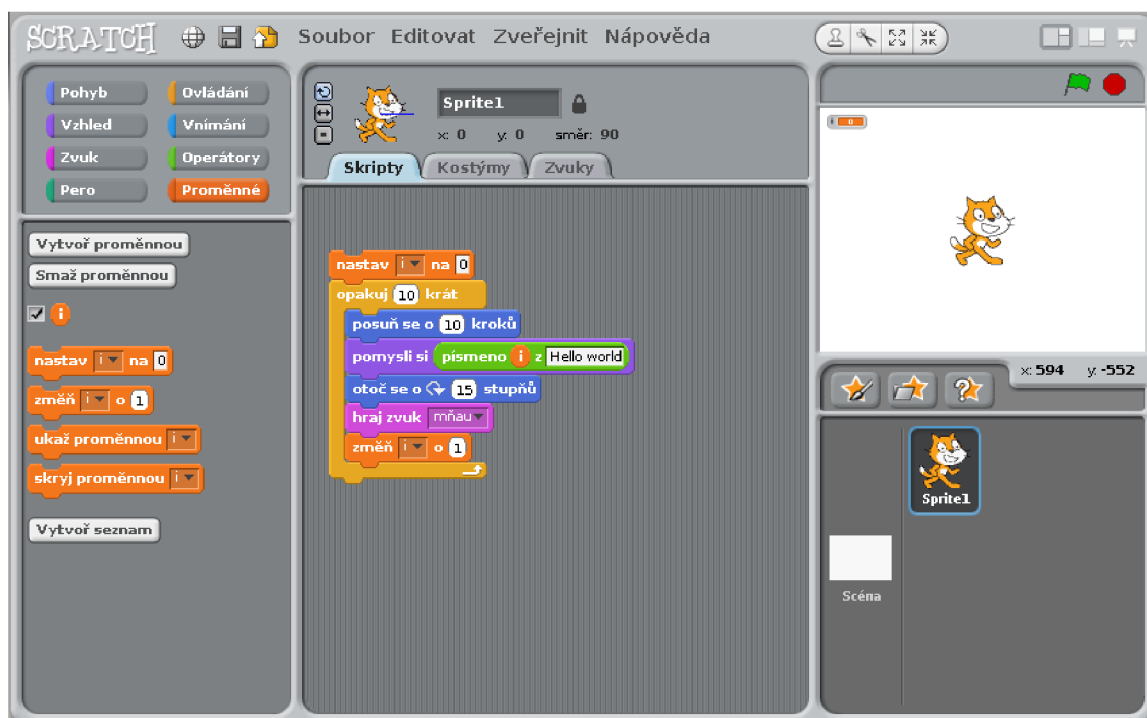 SCRATCH Soubor Editovat Zveřejnit Nápověda
Pohyb Ovládání
Vzhled Vnímání
Zvuk Operátory
Pero Proměnné
Vytvoř proměnnou
Smaž proměnnou
i
nastav i na 0
změň i o 1
ukaž proměnnou i
skryj proměnnou i
Vytvoř seznam
Sprite1
x: 0 y: 0 směr: 90
Skripty Kostýmy Zvuky
nastav i na 0
opakuj 10 krát
posuň se o 10 kroků
pomysli si písmeno i z Hello world
otoč se o 15 stupňů
hraj zvuk mňau
změň i o 1
i 0
x: 594 y: -552
Sprite1
Scéna